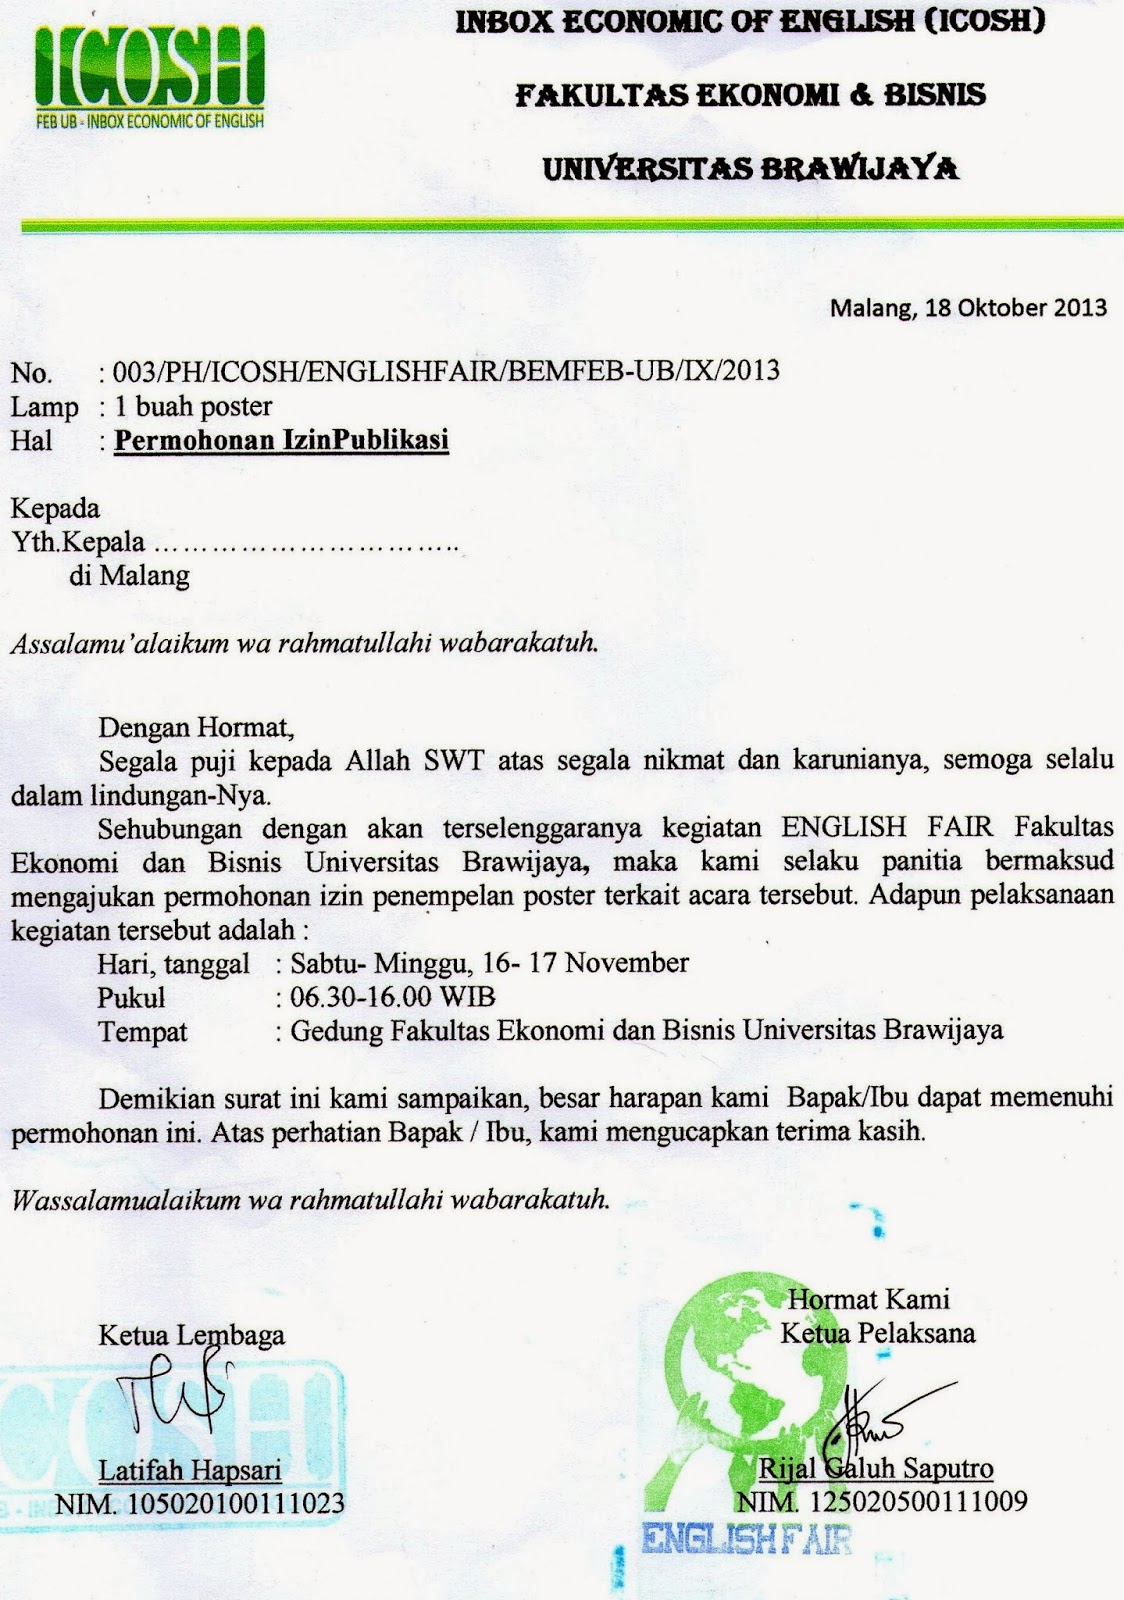 ICOSH
FEB UB - INBOX ECONOMIC OF ENGLISH
INBOX ECONOMIC OF ENGLISH (ICOSH)
FAKULTAS EKONOMI & BISNIS
UNIVERSITAS BRAWIJAYA
Malang, 18 Oktober 2013
No. : 003/PH/ICOSH/ENGLISHFAIR/BEMFEB-UB/IX/2013
Lamp : 1 buah poster
Hal : Permohonan IzinPublikasi
Kepada
Yth.Kepala …………………………..
di Malang
Assalamu’alaikum wa rahmatullahi wabarakatuh.
Dengan Hormat,
Segala puji kepada Allah SWT atas segala nikmat dan karunianya, semoga selalu
dalam lindungan-Nya.
Sehubungan dengan akan terselenggaranya kegiatan ENGLISH FAIR Fakultas
Ekonomi dan Bisnis Universitas Brawijaya, maka kami selaku panitia bermaksud
mengajukan permohonan izin penempelan poster terkait acara tersebut. Adapun pelaksanaan
kegiatan tersebut adalah :
Hari, tanggal : Sabtu- Minggu, 16- 17 November
Pukul : 06.30-16.00 WIB
Tempat : Gedung Fakultas Ekonomi dan Bisnis Universitas Brawijaya
Demikian surat ini kami sampaikan, besar harapan kami Bapak/Ibu dapat memenuhi
permohonan ini. Atas perhatian Bapak / Ibu, kami mengucapkan terima kasih.
Wassalamualaikum wa rahmatullahi wabarakatuh.
Hormat Kami
Ketua Lembaga Ketua Pelaksana
COSH
Latifah Hapsari Rijal Galuh Saputro
NIM. 105020100111023 NIM. 125020500111009
ENGLISH FAIR